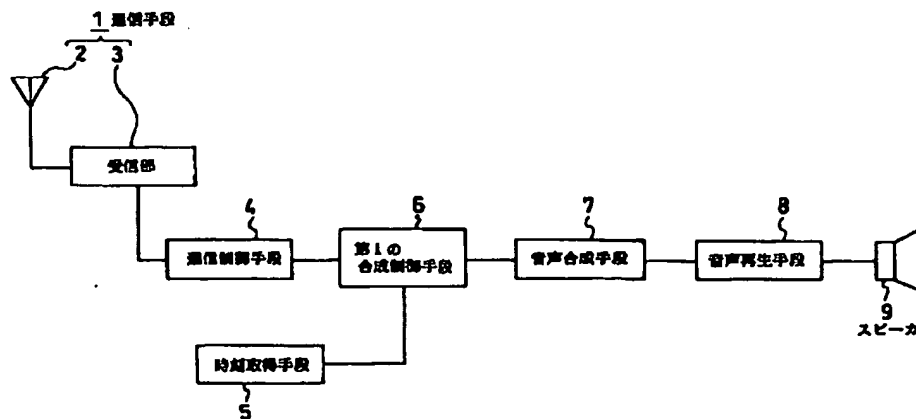 1 通信手段
2 3
受信部
4
通信制御手段
6
第1の
合成制御手段
7
音声合成手段
8
音声再生手段
9
スピーカ
時刻取得手段
5